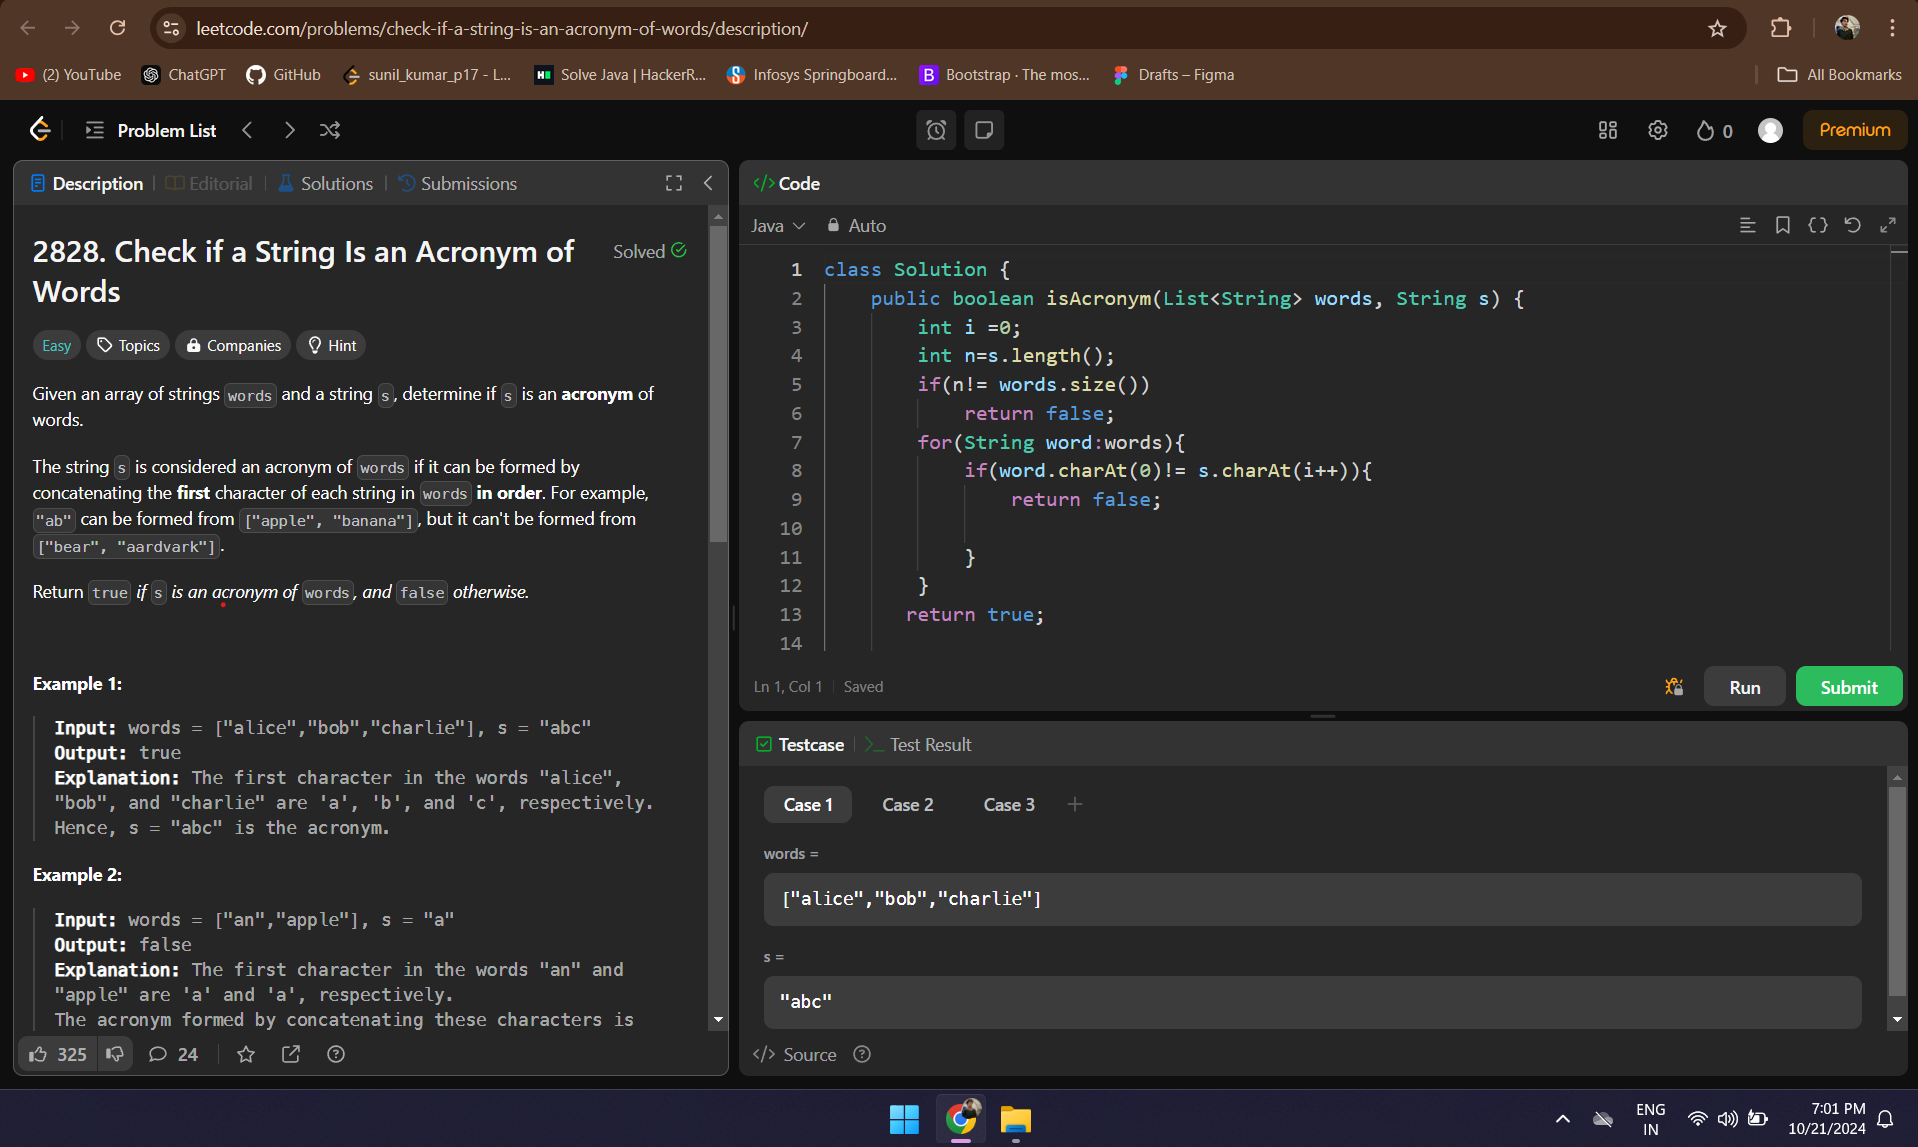 leetcode.com/problems/check-if-a-string-is-an-acronym-of-words/description/
(2) YouTube ChatGPT GitHub sunil_kumar_p17 - L... Solve Java | HackerR... Infosys Springboard... Bootstrap · The mos... Drafts – Figma All Bookmarks
Problem List 0 Premium
Description Editorial Solutions Submissions
2828. Check if a String Is an Acronym of
Words
Solved
Easy Topics Companies Hint
Given an array of strings words and a string s, determine if s is an acronym of
words.
The string s is considered an acronym of words if it can be formed by
concatenating the first character of each string in words in order. For example,
"ab" can be formed from ["apple", "banana"], but it can't be formed from
["bear", "aardvark"].
Return true if s is an acronym of words, and false otherwise.
Example 1:
Input: words = ["alice","bob","charlie"], s = "abc"
Output: true
Explanation: The first character in the words "alice",
"bob", and "charlie" are 'a', 'b', and 'c', respectively.
Hence, s = "abc" is the acronym.
Example 2:
Input: words = ["an","apple"], s = "a"
Output: false
Explanation: The first character in the words "an" and
"apple" are 'a' and 'a', respectively.
The acronym formed by concatenating these characters is
325 24
</> Code
Java Auto
1 class Solution {
2 public boolean isAcronym(List<String> words, String s) {
3 int i =0;
4 int n=s.length();
5 if(n!= words.size())
6 return false;
7 for(String word:words){
8 if(word.charAt(0)!= s.charAt(i++)){
9 return false;
10
11 }
12 }
13 return true;
14
Ln 1, Col 1 Saved Run Submit
Testcase >_ Test Result
Case 1 Case 2 Case 3 +
words =
["alice","bob","charlie"]
s =
"abc"
</> Source
ENG
IN
7:01 PM
10/21/2024